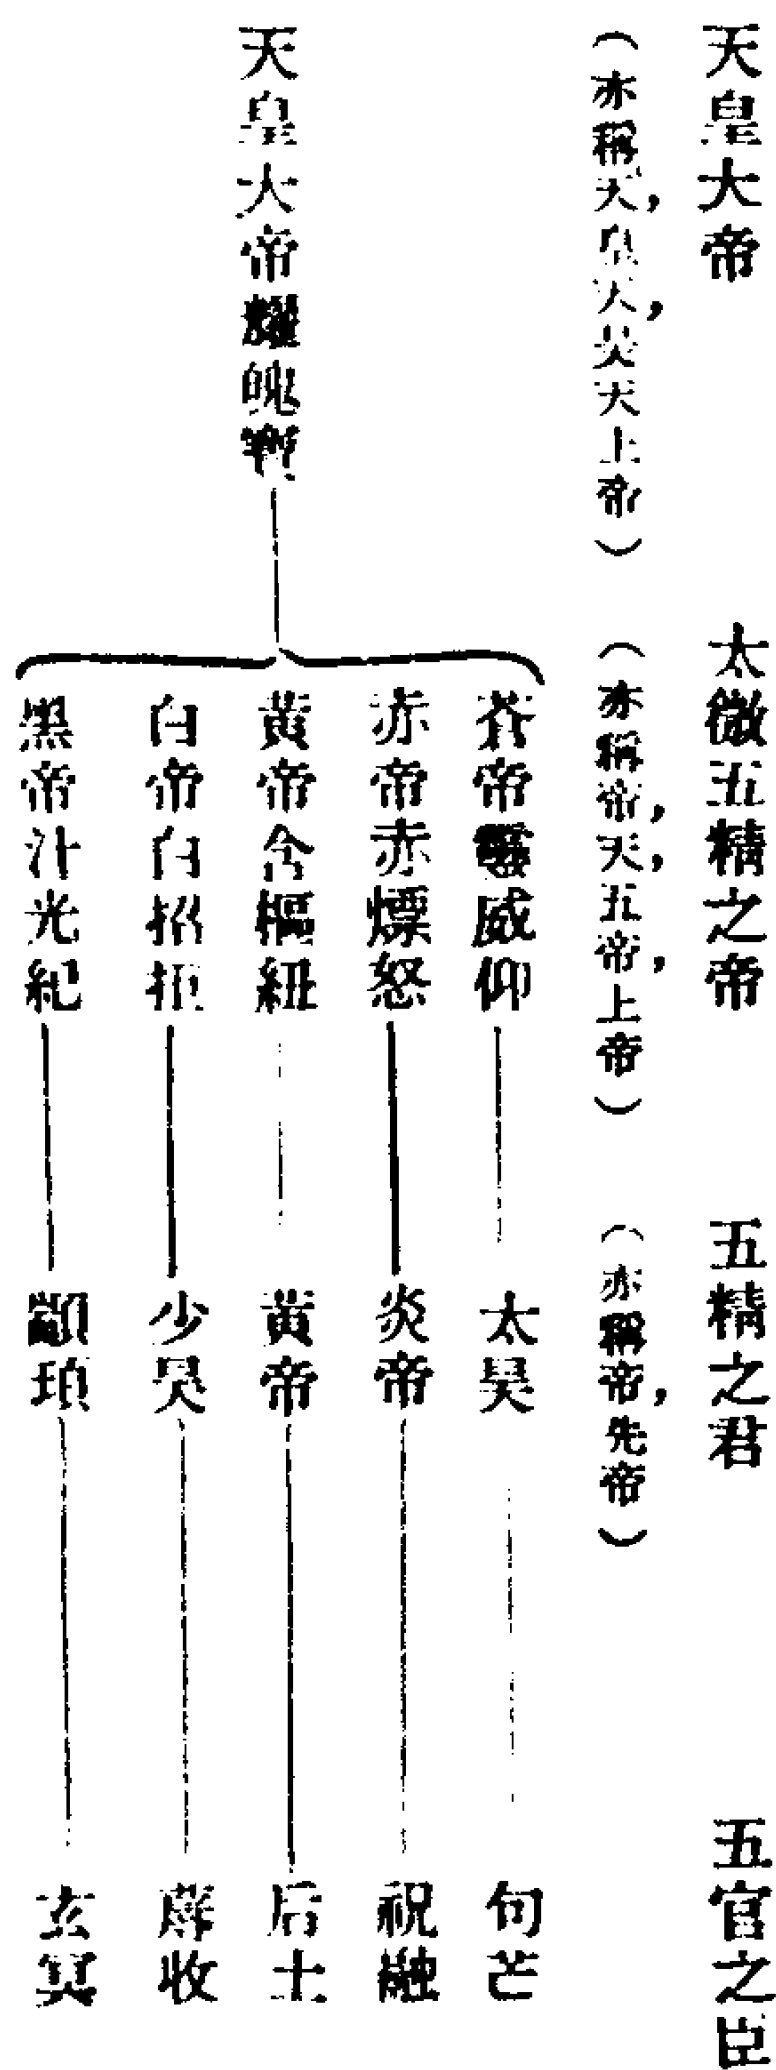 天皇大帝
太微五精之帝
五精之君
五官之臣
（亦稱天，皇天，昊天上帝）
（亦稱帝，天，五帝，上帝）
（亦稱帝，先帝）
天皇大帝耀魄寶
蒼帝靈威仰
太昊
句芒
赤帝赤熛怒
炎帝
祝融
黃帝含樞紐
黃帝
后土
白帝白招拒
少昊
蓐收
黑帝汁光紀
顓頊
玄冥